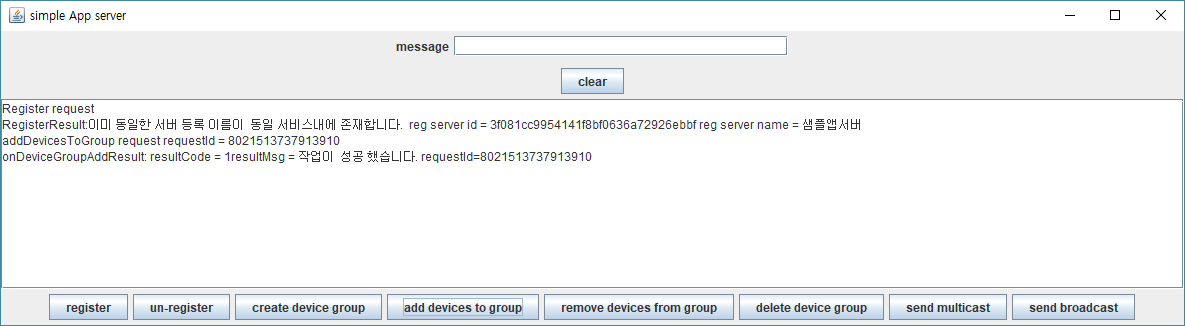 simple App server
message
clear
Register request
RegisterResult:이미 동일한 서버 등록 이름이  동일 서비스내에 존재합니다.  reg server id = 3f081cc9954141f8bf0636a72926ebbf reg server name = 샘플앱서버
addDevicesToGroup request requestId = 8021513737913910
onDeviceGroupAddResult: resultCode = 1resultMsg = 작업이  성공 했습니다. requestId=8021513737913910
register un-register create device group add devices to group remove devices from group delete device group send multicast send broadcast